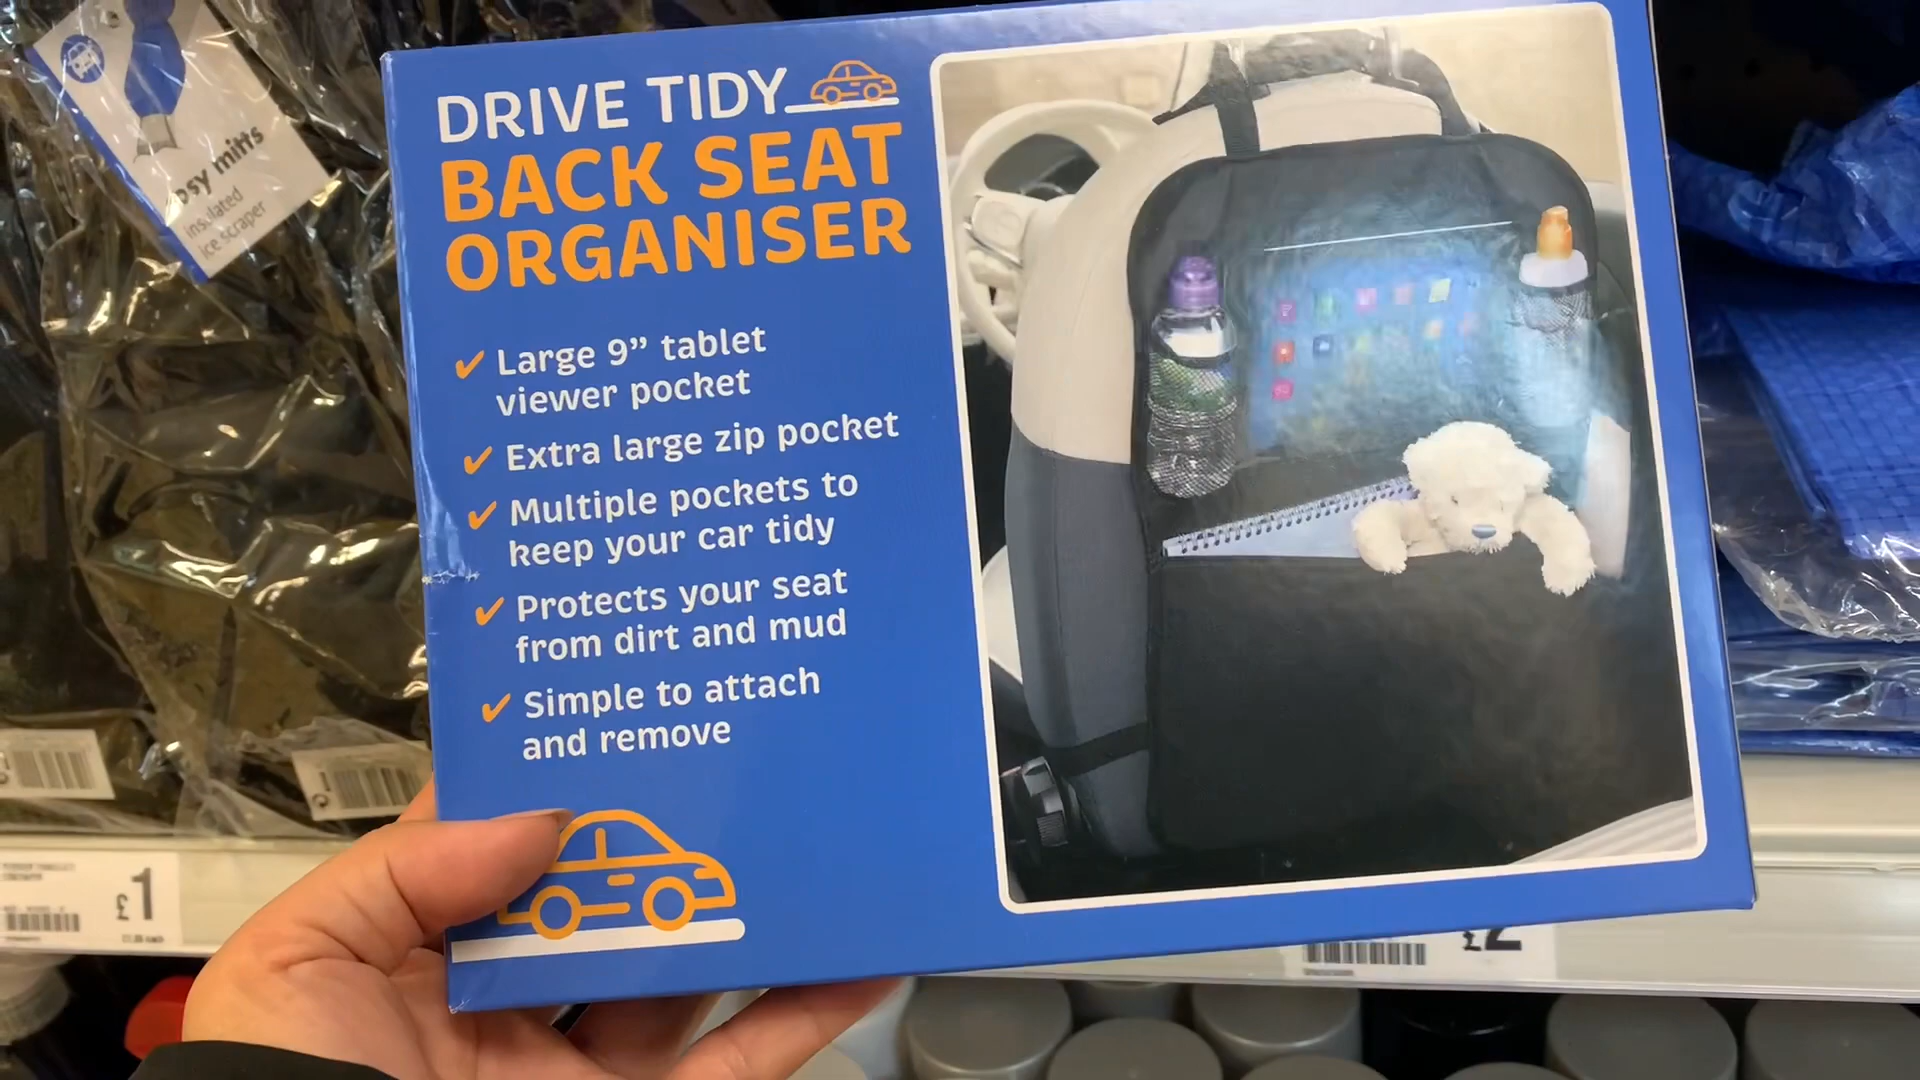 DRIVE TIDY
BACK SEAT
ORGANISER
✔ Large 9” tablet
viewer pocket
✔ Extra large zip pocket
✔ Multiple pockets to
keep your car tidy
✔ Protects your seat
from dirt and mud
✔ Simple to attach
and remove
osy mitts
insulated
ice scraper
£1
£2